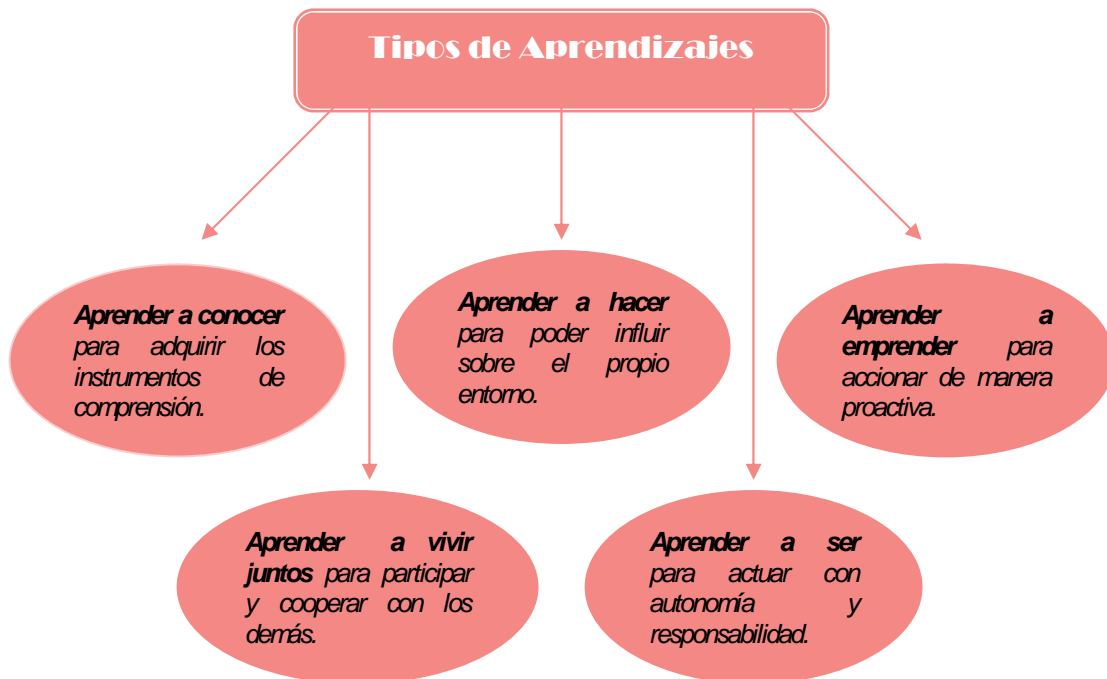 Tipos de Aprendizajes
Aprender a conocer
para adquirir los
instrumentos de
comprensión.
Aprender a hacer
para poder influir
sobre el propio
entorno.
Aprender a
emprender para
accionar de manera
proactiva.
Aprender a vivir
juntos para participar
y cooperar con los
demás.
Aprender a ser
para actuar con
autonomía y
responsabilidad.